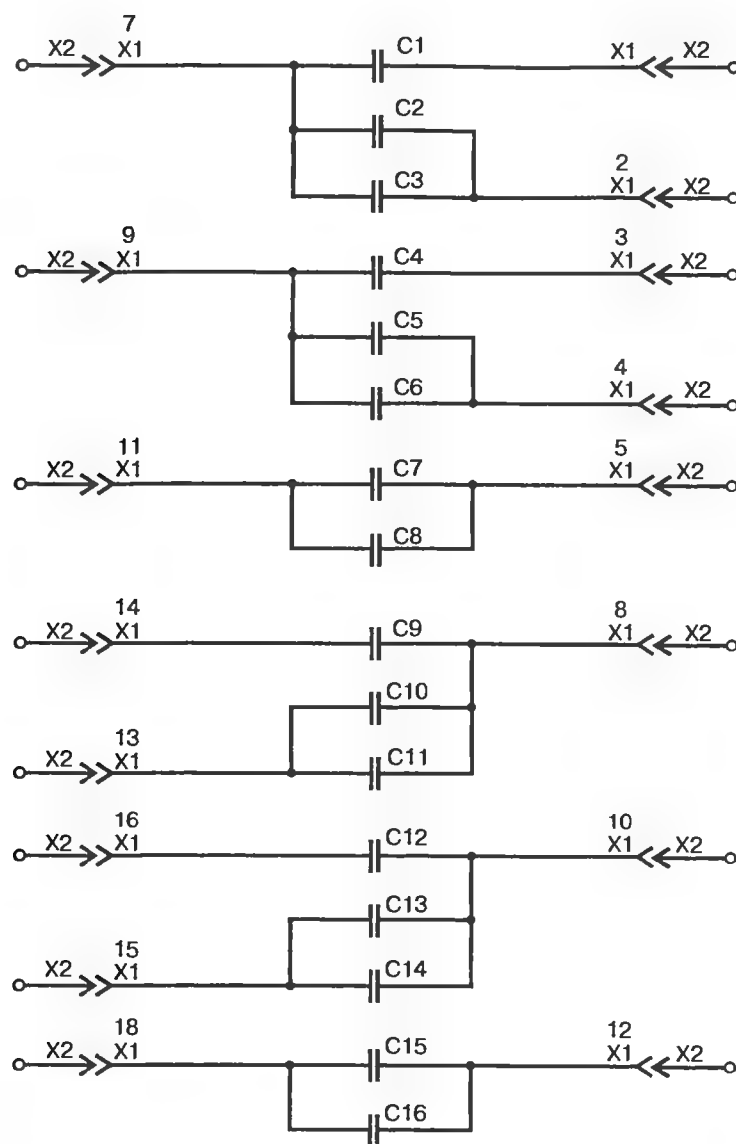 7
X2 X1 C1 X1 X2
C2
2
C3 X1 X2
9 3
X2 X1 C4 X1 X2
C5
4
C6 X1 X2
11 5
X2 X1 C7 X1 X2
C8
14 8
X2 X1 C9 X1 X2
C10
13
X2 X1 C11
16 10
X2 X1 C12 X1 X2
C13
15
X2 X1 C14
18 12
X2 X1 C15 X1 X2
C16